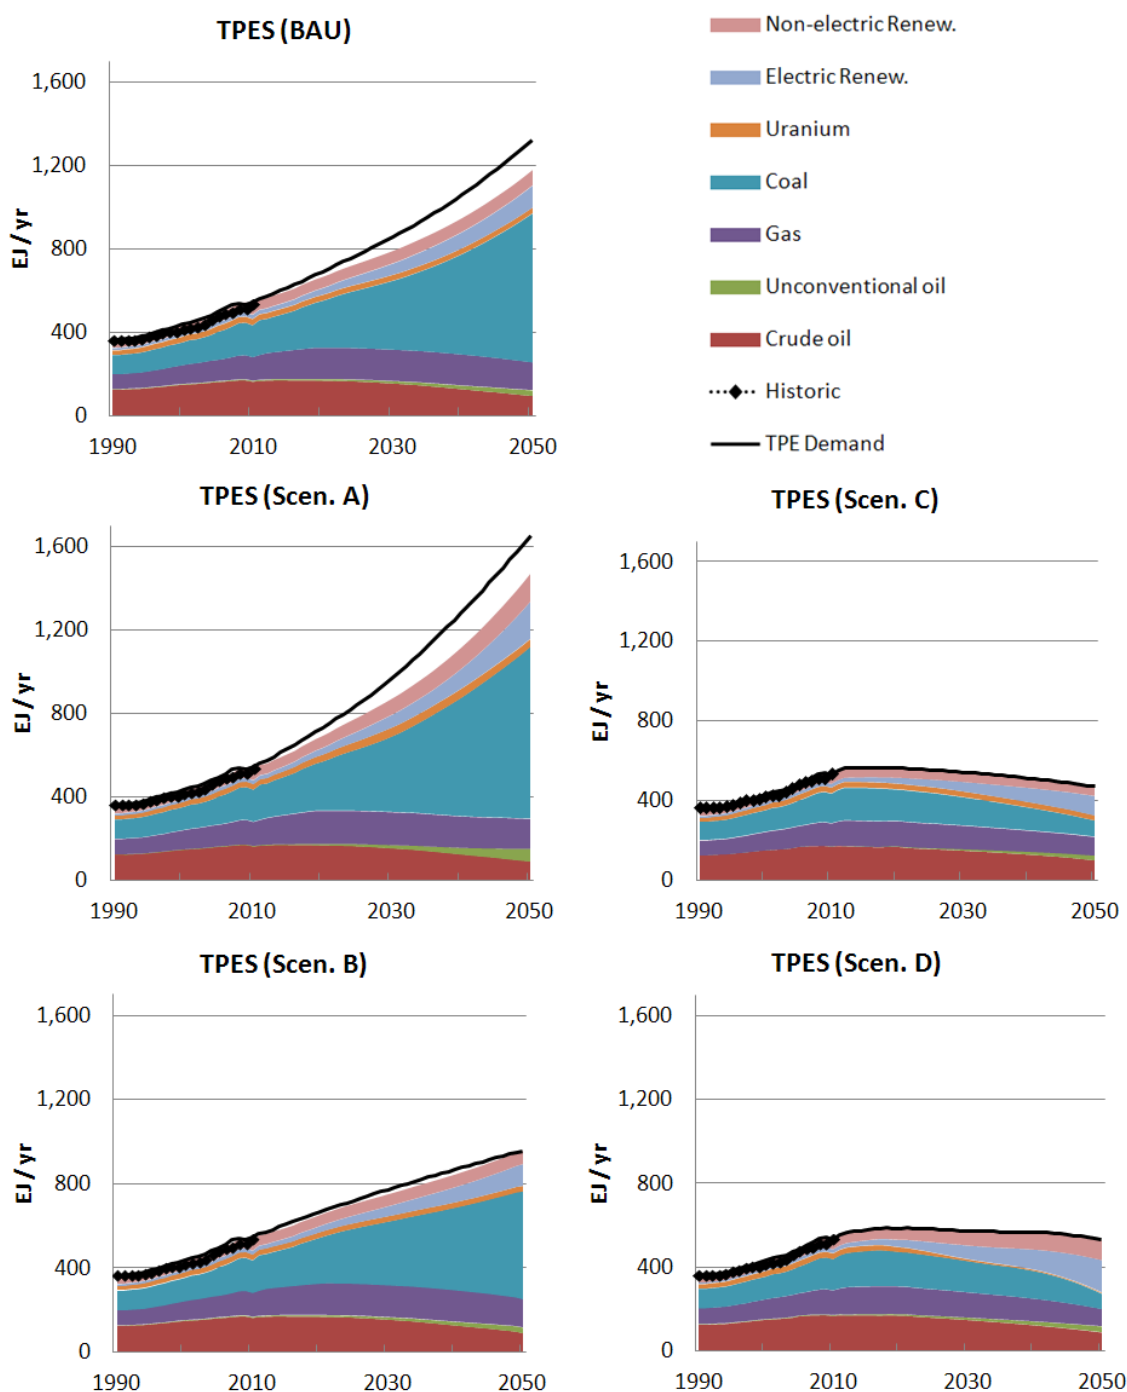 TPES (BAU)
EJ / yr
1,600
1,200
800
400
0
1990
2010
2030
2050
Non-electric Renew.
Electric Renew.
Uranium
Coal
Gas
Unconventional oil
Crude oil
Historic
TPE Demand
TPES (Scen. A)
EJ / yr
1,600
1,200
800
400
0
1990
2010
2030
2050
TPES (Scen. C)
EJ / yr
1,600
1,200
800
400
0
1990
2010
2030
2050
TPES (Scen. B)
EJ / yr
1,600
1,200
800
400
0
1990
2010
2030
2050
TPES (Scen. D)
EJ / yr
1,600
1,200
800
400
0
1990
2010
2030
2050